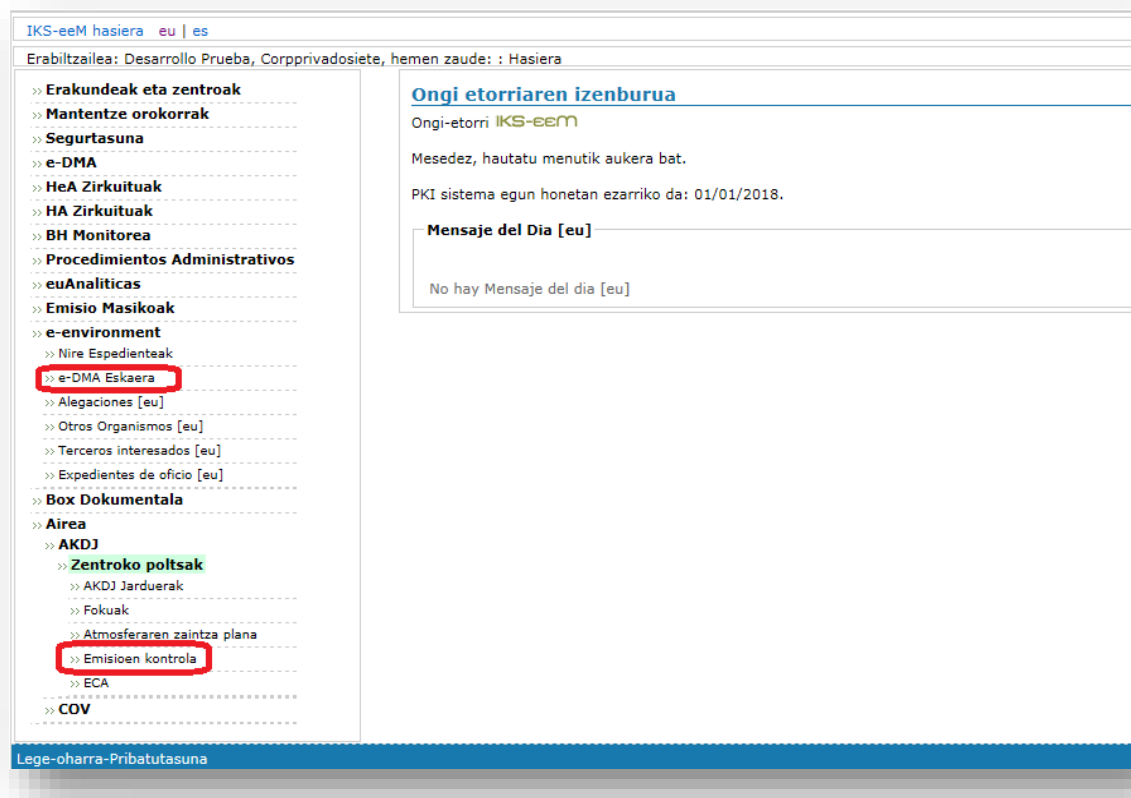 IKS-eeM hasiera eu | es
Erabiltzailea: Desarrollo Prueba, Corpprivadosiete, hemen zaude: : Hasiera
›› Erakundeak eta zentroak
›› Mantentze orokorrak
›› Segurtasuna
›› e-DMA
›› HeA Zirkuituak
›› HA Zirkuituak
›› BH Monitorea
›› Procedimientos Administrativos
›› euAnaliticas
›› Emisio Masikoak
›› e-environment
›› Nire Espedienteak
›› e-DMA Eskaera
›› Alegaciones [eu]
›› Otros Organismos [eu]
›› Terceros interesados [eu]
›› Expedientes de oficio [eu]
›› Box Dokumentala
›› Airea
›› AKDJ
›› Zentroko poltsak
›› AKDJ Jarduerak
›› Fokuak
›› Atmosferaren zaintza plana
›› Emisioen kontrola
›› ECA
›› COV
Ongi etorriaren izenburua
Ongi-etorri IKS-eeM
Mesedez, hautatu menutik aukera bat.
PKI sistema egun honetan ezarriko da: 01/01/2018.
Mensaje del Dia [eu]
No hay Mensaje del dia [eu]
Lege-oharra-Pribatutasuna